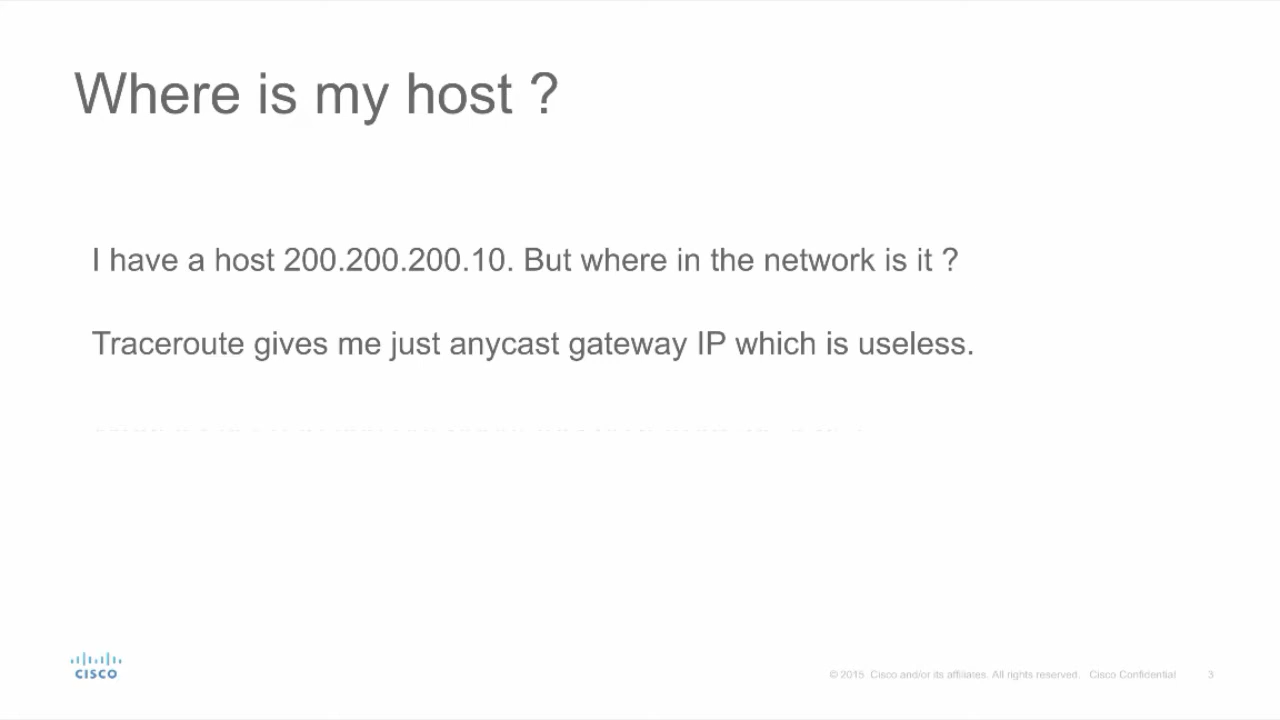 Where is my host ?
I have a host 200.200.200.10. But where in the network is it ?
Traceroute gives me just anycast gateway IP which is useless.
CISCO
© 2015 Cisco and/or its affiliates. All rights reserved. Cisco Confidential 3